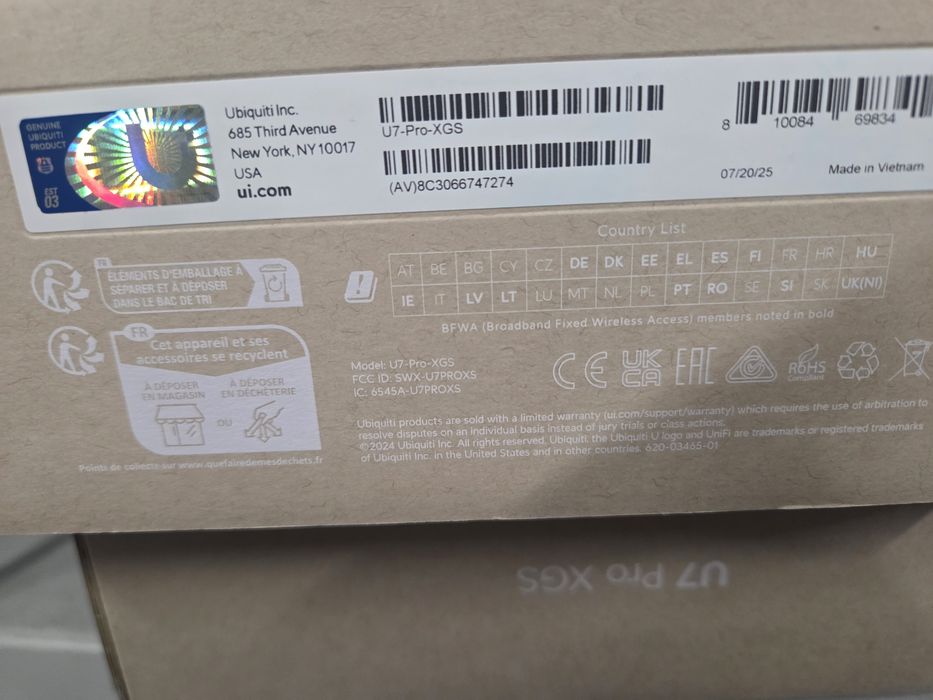 GENUINE
UBIQUITI
PRODUCT
EST
03
Ubiquiti Inc.
685 Third Avenue
New York, NY 10017
USA
ui.com
U7-Pro-XGS
(AV)8C3066747274
8 10084 69834
07/20/25
Made in Vietnam
Country List
AT BE BG CY CZ DE DK EE EL ES FI FR HR HU
IE IT LV LT LU MT NL PL PT RO SE SI SK UK(NI)
BFWA (Broadband Fixed Wireless Access) members noted in bold
FR
ÉLÉMENTS D'EMBALLAGE À
SÉPARER ET À DÉPOSER
DANS LE BAC DE TRI
FR
Cet appareil et ses
accessoires se recyclent
À DÉPOSER
EN MAGASIN
OU
À DÉPOSER
EN DÉCHÈTERIE
Points de collecte sur www.quefairedemesdechets.fr
Model: U7-Pro-XGS
FCC ID: SWX-U7PROXS
IC: 6545A-U7PROXS
CE UK CA EAC RoHS Compliant
Ubiquiti products are sold with a limited warranty (ui.com/support/warranty) which requires the use of arbitration to
resolve disputes on an individual basis instead of jury trials or class actions.
©2024 Ubiquiti Inc. All rights reserved. Ubiquiti, the Ubiquiti U logo and UniFi are trademarks or registered trademarks
of Ubiquiti Inc. in the United States and in other countries. 620-03465-01
U7 Pro XGS